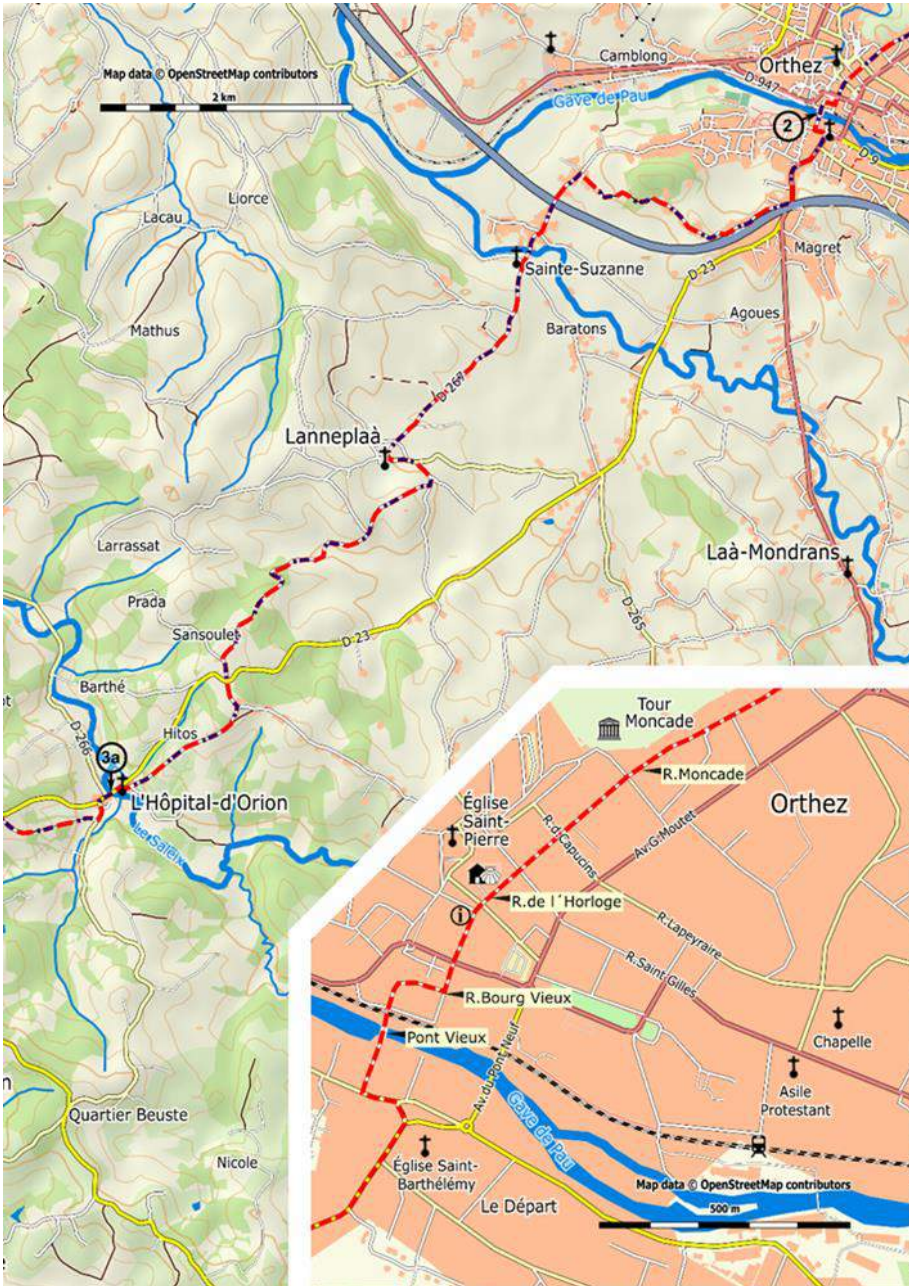 Camblong
Orthez
Map data © OpenStreetMap contributors
D 947
2 km
Gave de Pau
2
D 9
Liorce
Lacau
Magret
Sainte-Suzanne
D 23
Agoues
Mathus
Baratons
D-267
Lanneplaà
Larrassat
Laà-Mondrans
Prada
D-265
Sansoulet
D 23
Barthé
D-266
Hitos
3a
L'Hôpital-d'Orion
Le Saleix
Quartier Beuste
Nicole
Tour
Moncade
R.Moncade
Orthez
Église
Saint-
Pierre
R.d.Capucins
Av.G.Moutet
R.de l´Horloge
i
R.Lapeyraire
R.Saint Gilles
R.Bourg Vieux
Pont Vieux
Chapelle
Av.du Pont Neuf
Asile
Protestant
Gave de Pau
Église Saint-
Barthélémy
Le Départ
Map data © OpenStreetMap contributors
500 m